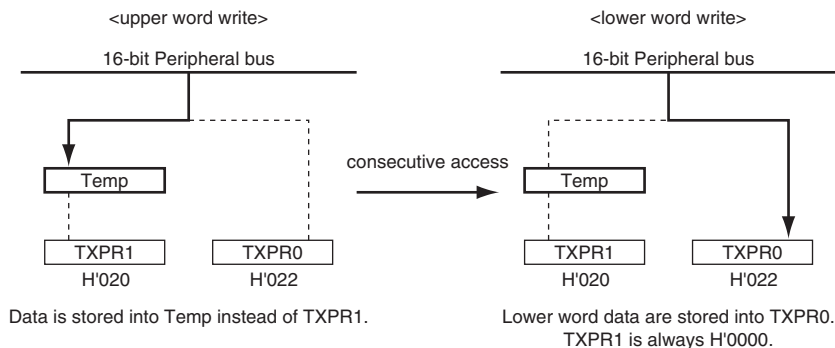 <upper word write>
16-bit Peripheral bus
Temp
TXPR1
TXPR0
H'020
H'022
Data is stored into Temp instead of TXPR1.
consecutive access
<lower word write>
16-bit Peripheral bus
Temp
TXPR1
TXPR0
H'020
H'022
Lower word data are stored into TXPR0.
TXPR1 is always H'0000.